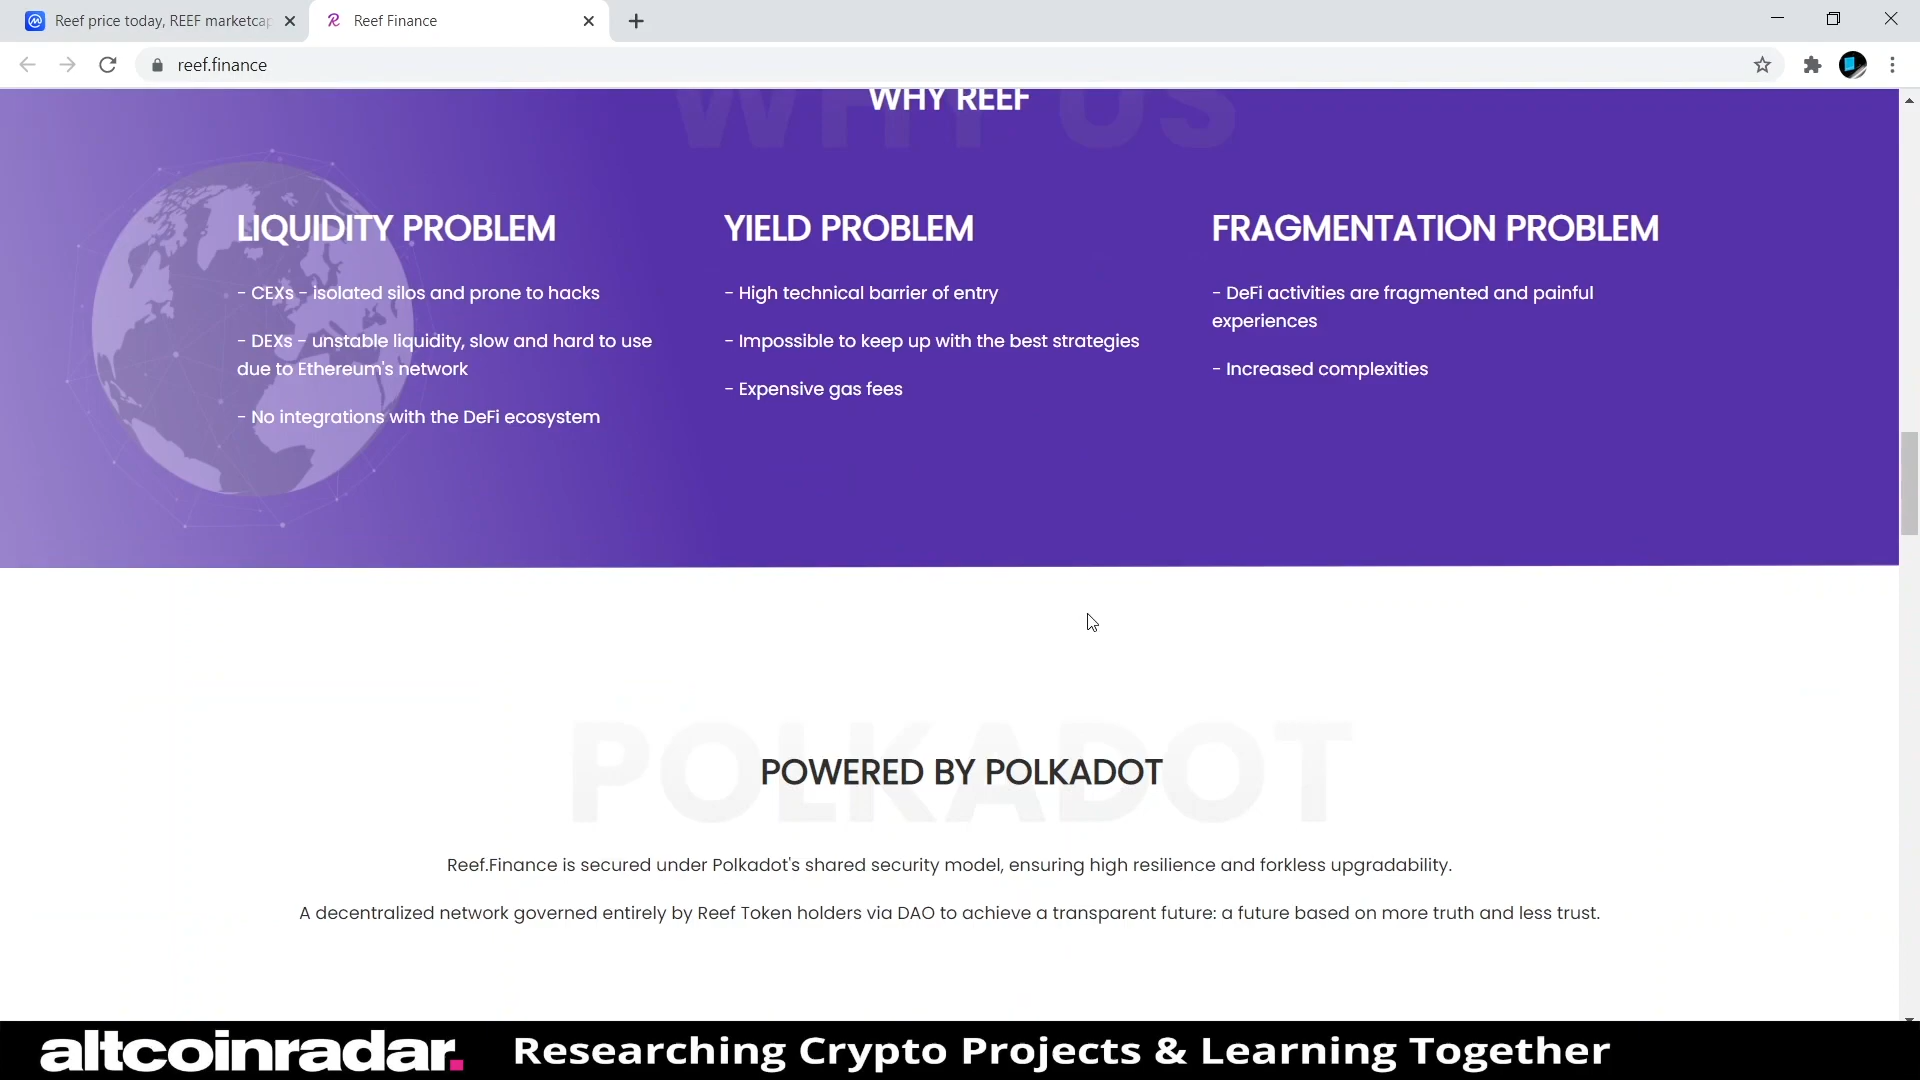 Reef price today, REEF marketcap
Reef Finance
reef.finance
WHY US
WHY REEF
LIQUIDITY PROBLEM
- CEXs - isolated silos and prone to hacks
- DEXs - unstable liquidity, slow and hard to use
due to Ethereum's network
- No integrations with the DeFi ecosystem
YIELD PROBLEM
- High technical barrier of entry
- Impossible to keep up with the best strategies
- Expensive gas fees
FRAGMENTATION PROBLEM
- DeFi activities are fragmented and painful
experiences
- Increased complexities
POLKADOT
POWERED BY POLKADOT
Reef.Finance is secured under Polkadot's shared security model, ensuring high resilience and forkless upgradability.
A decentralized network governed entirely by Reef Token holders via DAO to achieve a transparent future: a future based on more truth and less trust.
altcoinradar.
Researching Crypto Projects & Learning Together